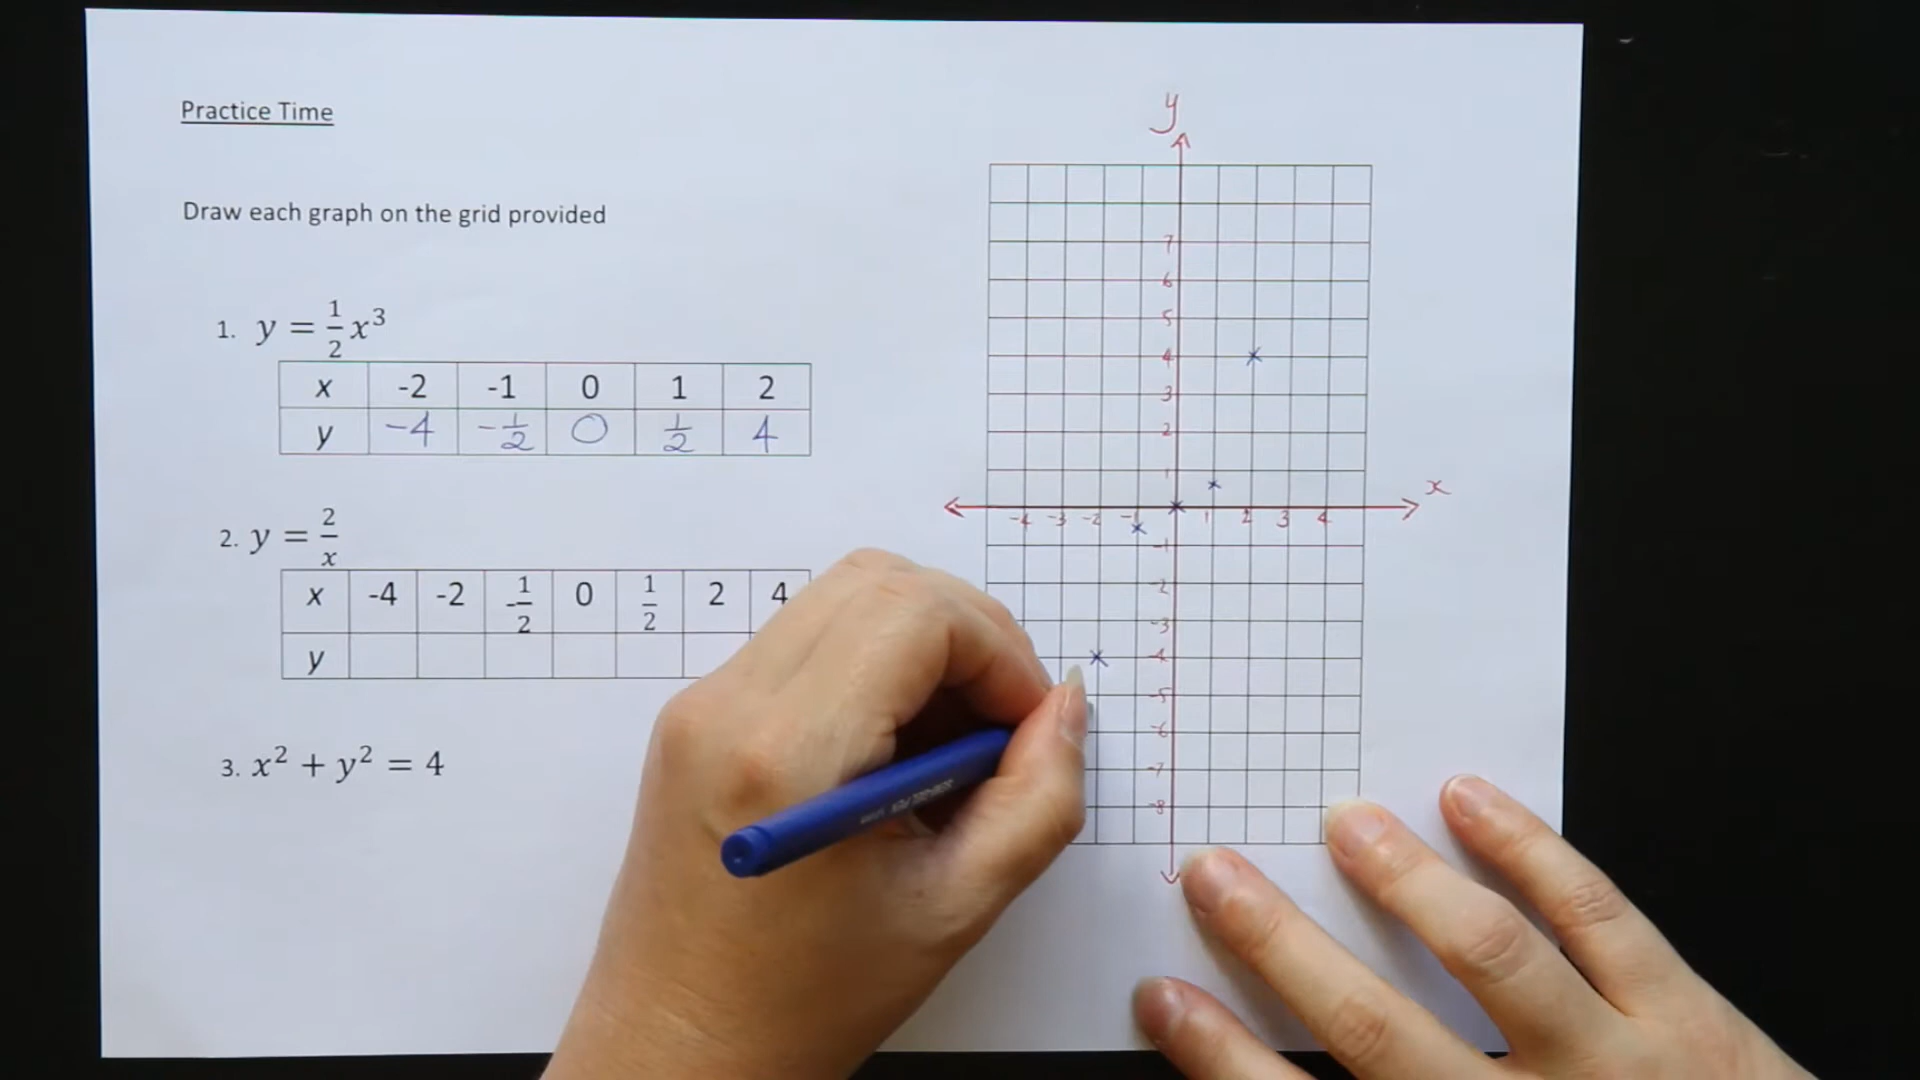 Practice Time
Draw each graph on the grid provided
1. y = 1/2 x³
x -2 -1 0 1 2
y -4 -1/2 0 1/2 4
2. y = 2/x
x -4 -2 -1/2 0 1/2 2 4
y
3. x² + y² = 4
y
7
6
5
4
3
2
1
x
-4 -3 -2 -1 1 2 3 4
-1
-2
-3
-4
-5
-6
-7
-8